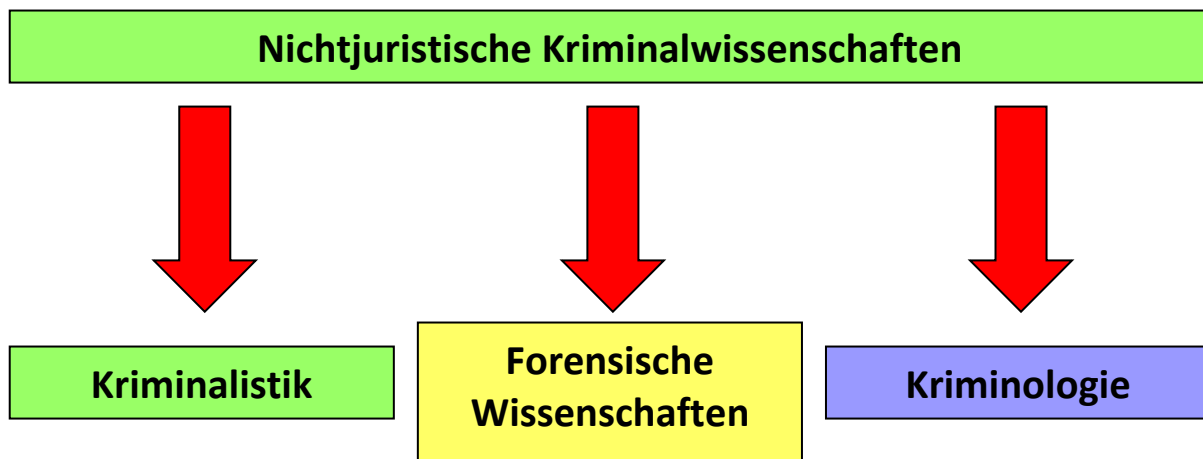 Nichtjuristische Kriminalwissenschaften
Kriminalistik
Forensische
Wissenschaften
Kriminologie